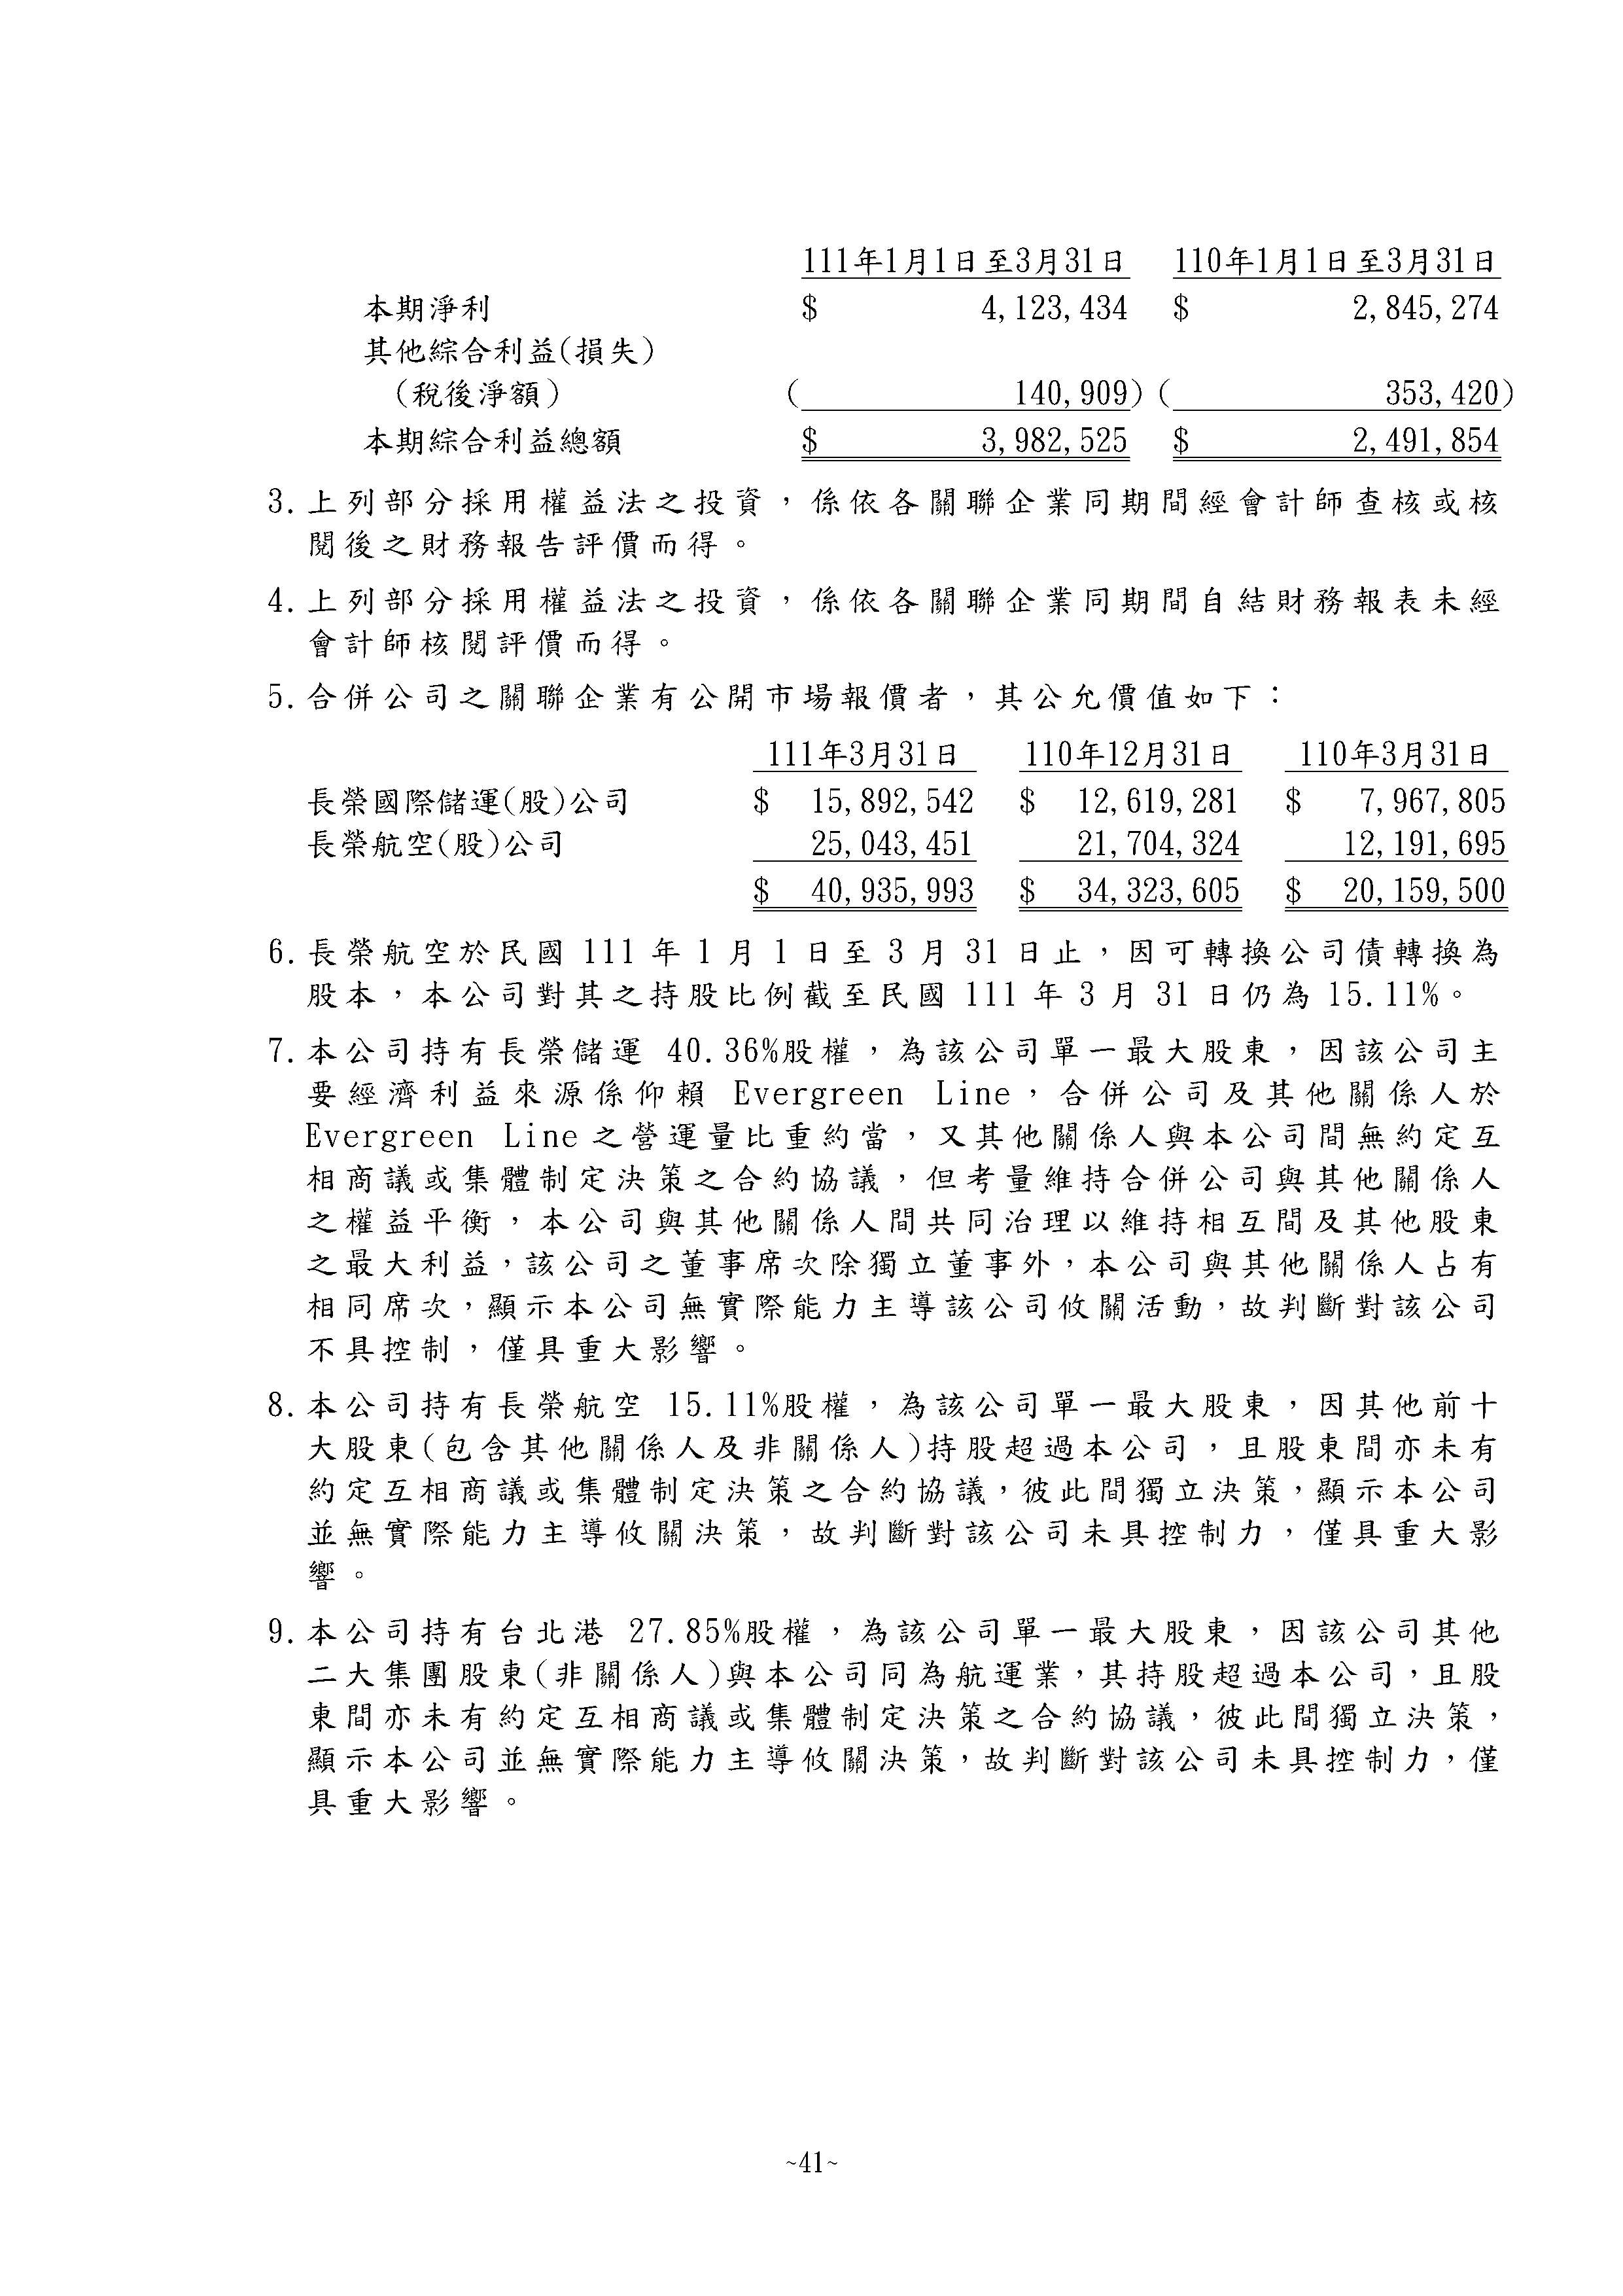 111年1月1日至3月31日 110年1月1日至3月31日
本期淨利 $ 4,123,434 $ 2,845,274
其他綜合利益(損失)
(稅後淨額) ( 140,909) ( 353,420)
本期綜合利益總額 $ 3,982,525 $ 2,491,854
3.上列部分採用權益法之投資，係依各關聯企業同期間經會計師查核或核
閱後之財務報告評價而得。
4.上列部分採用權益法之投資，係依各關聯企業同期間自結財務報表未經
會計師核閱評價而得。
5.合併公司之關聯企業有公開市場報價者，其公允價值如下：
111年3月31日 110年12月31日 110年3月31日
長榮國際儲運(股)公司 $ 15,892,542 $ 12,619,281 $ 7,967,805
長榮航空(股)公司 25,043,451 21,704,324 12,191,695
$ 40,935,993 $ 34,323,605 $ 20,159,500
6.長榮航空於民國 111 年 1 月 1 日至 3 月 31 日止，因可轉換公司債轉換為
股本，本公司對其之持股比例截至民國 111 年 3 月 31 日仍為 15.11%。
7.本公司持有長榮儲運 40.36%股權，為該公司單一最大股東，因該公司主
要經濟利益來源係仰賴 Evergreen Line，合併公司及其他關係人於
Evergreen Line 之營運量比重約當，又其他關係人與本公司間無約定互
相商議或集體制定決策之合約協議，但考量維持合併公司與其他關係人
之權益平衡，本公司與其他關係人間共同治理以維持相互間及其他股東
之最大利益，該公司之董事席次除獨立董事外，本公司與其他關係人占有
相同席次，顯示本公司無實際能力主導該公司攸關活動，故判斷對該公司
不具控制，僅具重大影響。
8.本公司持有長榮航空 15.11%股權，為該公司單一最大股東，因其他前十
大股東(包含其他關係人及非關係人)持股超過本公司，且股東間亦未有
約定互相商議或集體制定決策之合約協議，彼此間獨立決策，顯示本公司
並無實際能力主導攸關決策，故判斷對該公司未具控制力，僅具重大影
響。
9.本公司持有台北港 27.85%股權，為該公司單一最大股東，因該公司其他
二大集團股東(非關係人)與本公司同為航運業，其持股超過本公司，且股
東間亦未有約定互相商議或集體制定決策之合約協議，彼此間獨立決策，
顯示本公司並無實際能力主導攸關決策，故判斷對該公司未具控制力，僅
具重大影響。
~41~